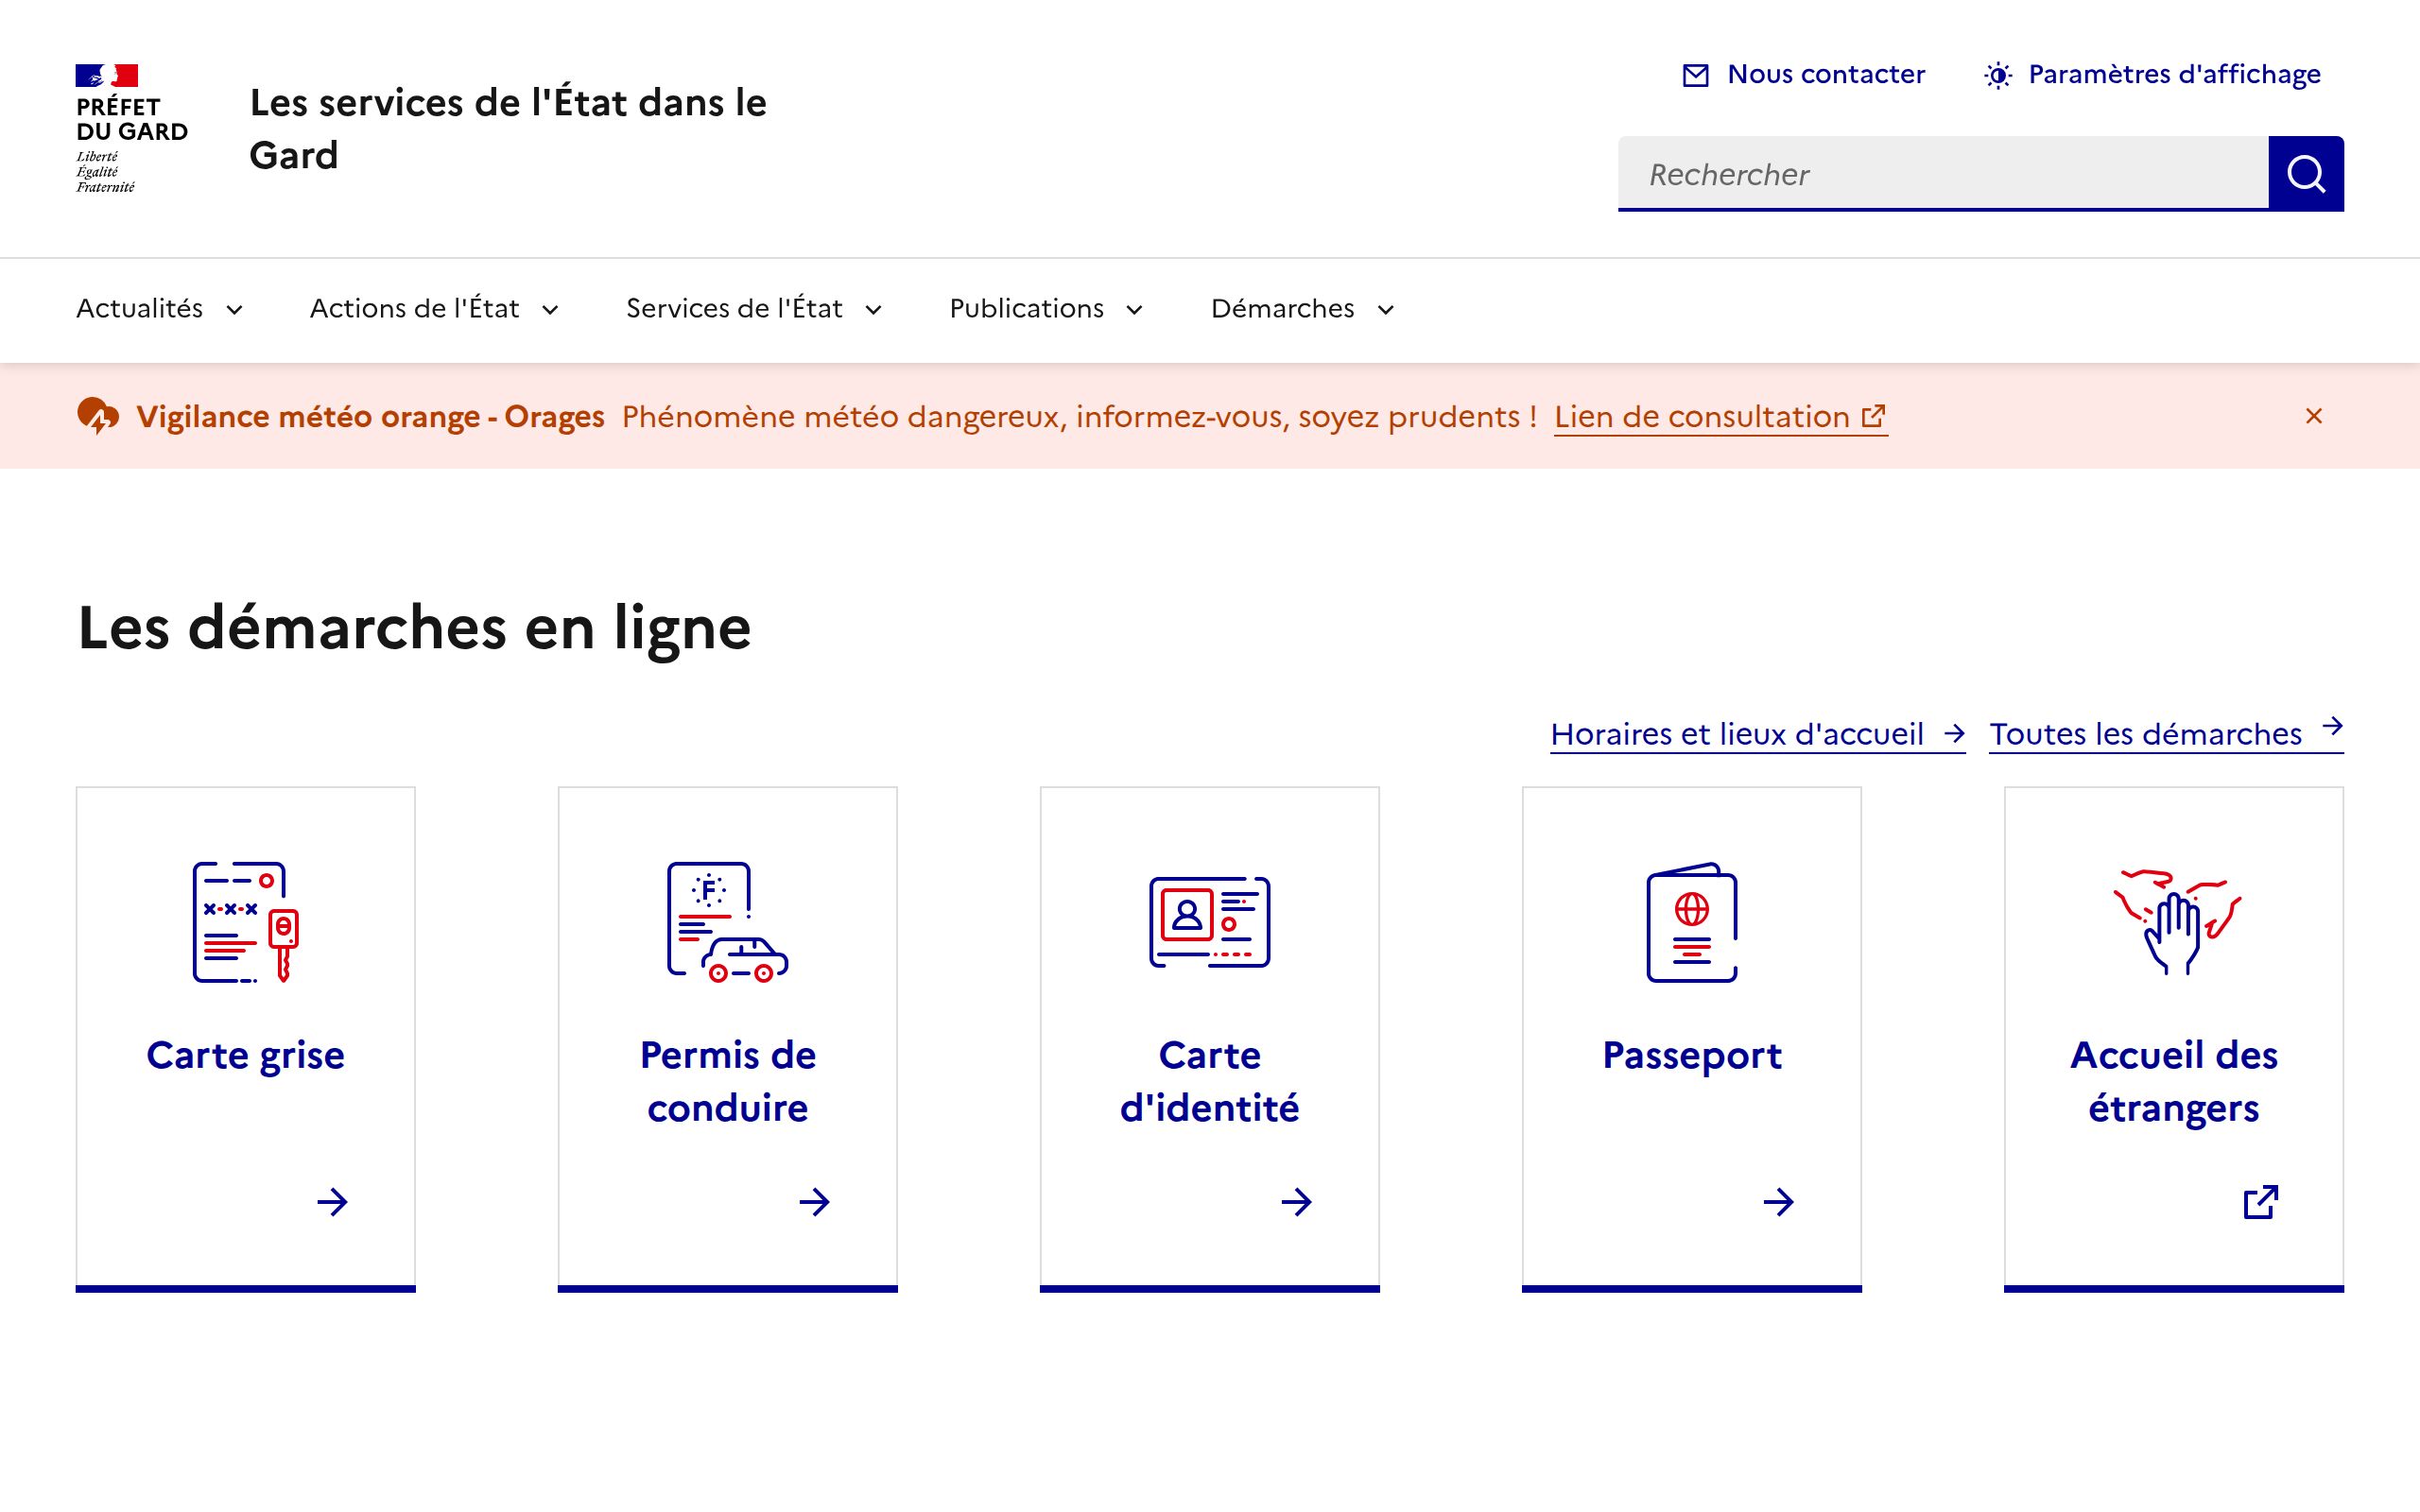 PRÉFET
DU GARD
Liberté
Égalité
Fraternité
Les services de l'État dans le
Gard
Nous contacter
Paramètres d'affichage
Rechercher
Actualités
Actions de l'État
Services de l'État
Publications
Démarches
Vigilance météo orange - Orages Phénomène météo dangereux, informez-vous, soyez prudents ! Lien de consultation
Les démarches en ligne
Horaires et lieux d'accueil
Toutes les démarches
F
Carte grise
Permis de
conduire
Carte
d'identité
Passeport
Accueil des
étrangers